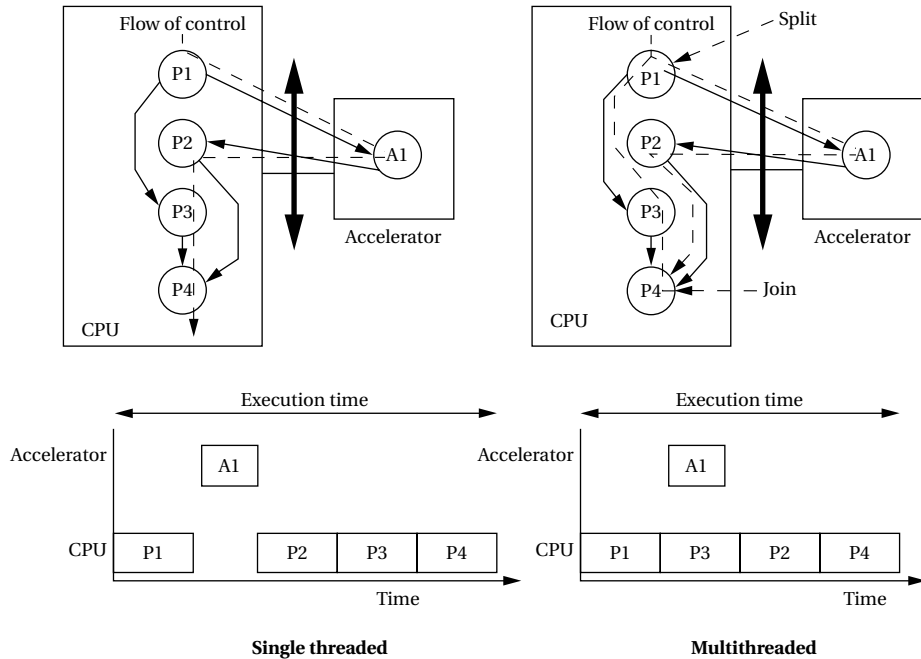 Flow of control
P1
P2
A1
P3
P4
Accelerator
CPU
Flow of control
Split
P1
P2
A1
P3
Accelerator
P4
Join
CPU
Execution time
Accelerator
A1
CPU
P1
P2
P3
P4
Time
Single threaded
Execution time
Accelerator
A1
CPU
P1
P3
P2
P4
Time
Multithreaded